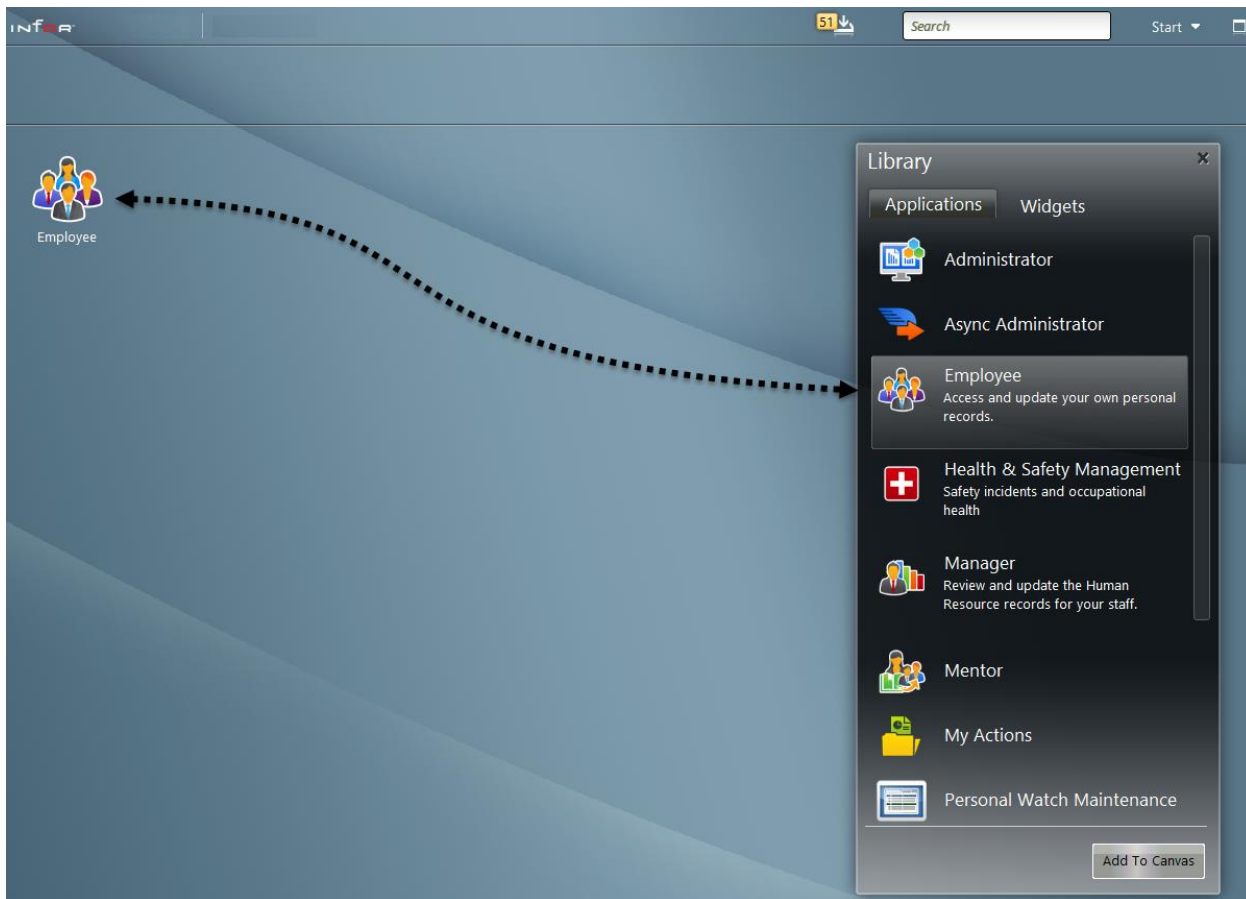 infor
51
Search
Start
Employee
Library
Applications
Widgets
Administrator
Async Administrator
Employee
Access and update your own personal
records.
Health & Safety Management
Safety incidents and occupational
health
Manager
Review and update the Human
Resource records for your staff.
Mentor
My Actions
Personal Watch Maintenance
Add To Canvas